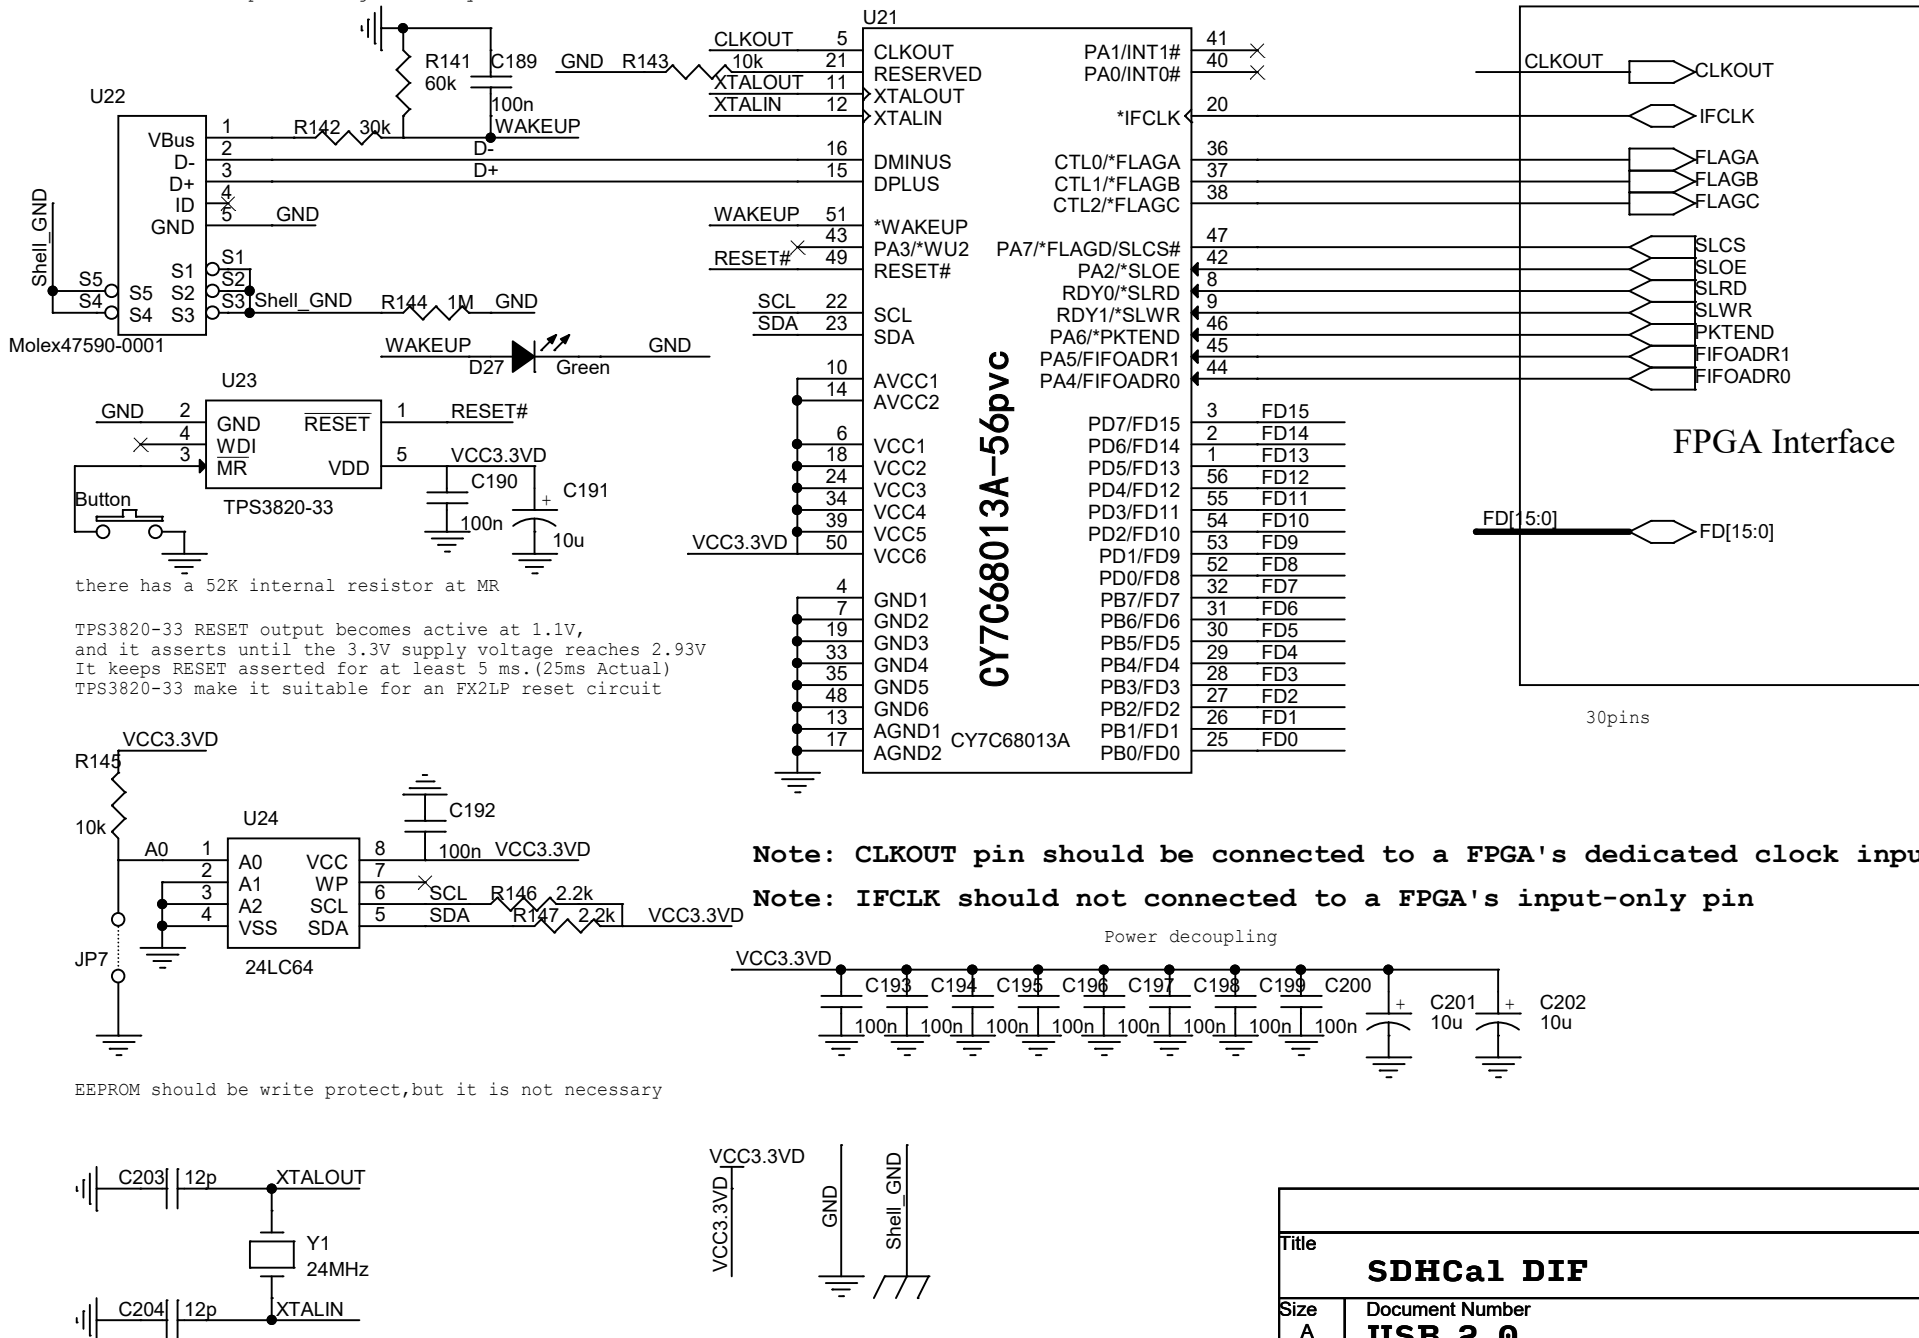 U22
VBus
D-
D+
ID
GND
1
2
3
4
5
S5
S4
S5
S4
S1
S2
S3
S1
S2
S3
Shell_GND
Molex47590-0001
R142 30k
R141
60k
C189
100n
WAKEUP
D-
D+
GND
Shell_GND R144 1M GND
WAKEUP
D27
Green
GND
U23
GND 2
4
3
GND
WDI
MR
RESET
VDD
1 RESET#
5 VCC3.3VD
TPS3820-33
Button
C190
100n
C191
+
10u
there has a 52K internal resistor at MR
TPS3820-33 RESET output becomes active at 1.1V,
and it asserts until the 3.3V supply voltage reaches 2.93V
It keeps RESET asserted for at least 5 ms.(25ms Actual)
TPS3820-33 make it suitable for an FX2LP reset circuit
VCC3.3VD
R145
10k
A0
JP7
U24
1 A0
2 A1
3 A2
4 VSS
VCC 8
WP 7
SCL 6
SDA 5
24LC64
C192
100n VCC3.3VD
SCL R146 2.2k
SDA R147 2.2k VCC3.3VD
EEPROM should be write protect,but it is not necessary
C203 12p XTALOUT
Y1
24MHz
C204 12p XTALIN
U21
CLKOUT 5 CLKOUT
GND R143 10k 21 RESERVED
XTALOUT 11 XTALOUT
XTALIN 12 XTALIN
16 DMINUS
15 DPLUS
WAKEUP 51 *WAKEUP
43 PA3/*WU2
RESET# 49 RESET#
SCL 22 SCL
SDA 23 SDA
10 AVCC1
14 AVCC2
6 VCC1
18 VCC2
24 VCC3
34 VCC4
39 VCC5
VCC3.3VD 50 VCC6
4 GND1
7 GND2
19 GND3
33 GND4
35 GND5
48 GND6
13 AGND1
17 AGND2
CY7C68013A-56pvc
CY7C68013A
PA1/INT1# 41
PA0/INT0# 40
*IFCLK 20
CTL0/*FLAGA 36
CTL1/*FLAGB 37
CTL2/*FLAGC 38
PA7/*FLAGD/SLCS# 47
PA2/*SLOE 42
RDY0/*SLRD 8
RDY1/*SLWR 9
PA6/*PKTEND 46
PA5/FIFOADR1 45
PA4/FIFOADR0 44
PD7/FD15 3 FD15
PD6/FD14 2 FD14
PD5/FD13 1 FD13
PD4/FD12 56 FD12
PD3/FD11 55 FD11
PD2/FD10 54 FD10
PD1/FD9 53 FD9
PD0/FD8 52 FD8
PB7/FD7 32 FD7
PB6/FD6 31 FD6
PB5/FD5 30 FD5
PB4/FD4 29 FD4
PB3/FD3 28 FD3
PB2/FD2 27 FD2
PB1/FD1 26 FD1
PB0/FD0 25 FD0
CLKOUT CLKOUT
IFCLK
FLAGA
FLAGB
FLAGC
SLCS
SLOE
SLRD
SLWR
PKTEND
FIFOADR1
FIFOADR0
FPGA Interface
FD[15:0] FD[15:0]
30pins
Note: CLKOUT pin should be connected to a FPGA's dedicated clock inpu
Note: IFCLK should not connected to a FPGA's input-only pin
Power decoupling
VCC3.3VD
C193 C194 C195 C196 C197 C198 C199 C200
100n 100n 100n 100n 100n 100n 100n 100n
+ C201
10u
+ C202
10u
VCC3.3VD
VCC3.3VD
GND
Shell_GND
Title
SDHCal DIF
Size
A
Document Number
USB 2.0